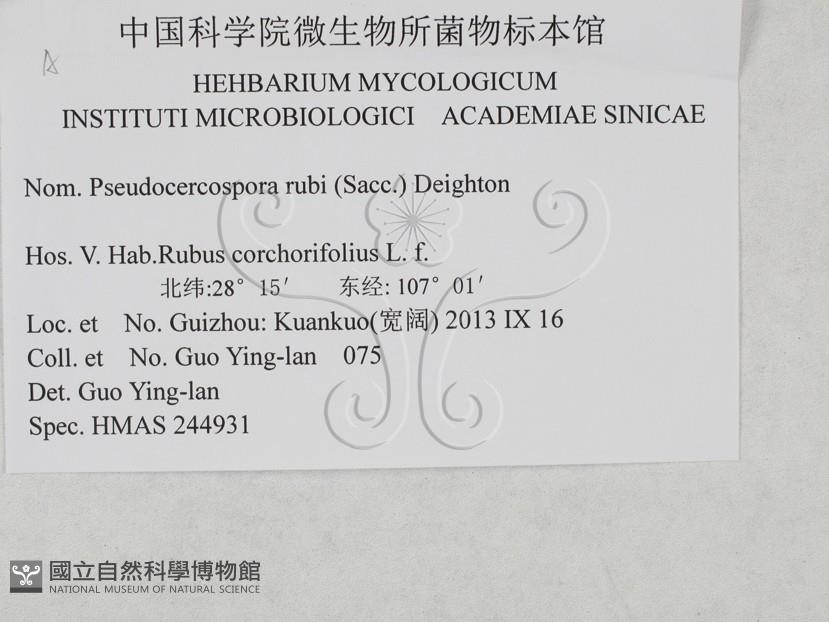 中国科学院微生物所菌物标本馆
HEHBARIUM MYCOLOGICUM
INSTITUTI MICROBIOLOGICI ACADEMIAE SINICAE
Nom. Pseudocercospora rubi (Sacc.) Deighton
Hos. V. Hab.Rubus corchorifolius L. f.
北纬:28° 15′ 东经: 107° 01′
Loc. et No. Guizhou: Kuankuo(宽阔) 2013 IX 16
Coll. et No. Guo Ying-lan 075
Det. Guo Ying-lan
Spec. HMAS 244931
國立自然科學博物館
NATIONAL MUSEUM OF NATURAL SCIENCE